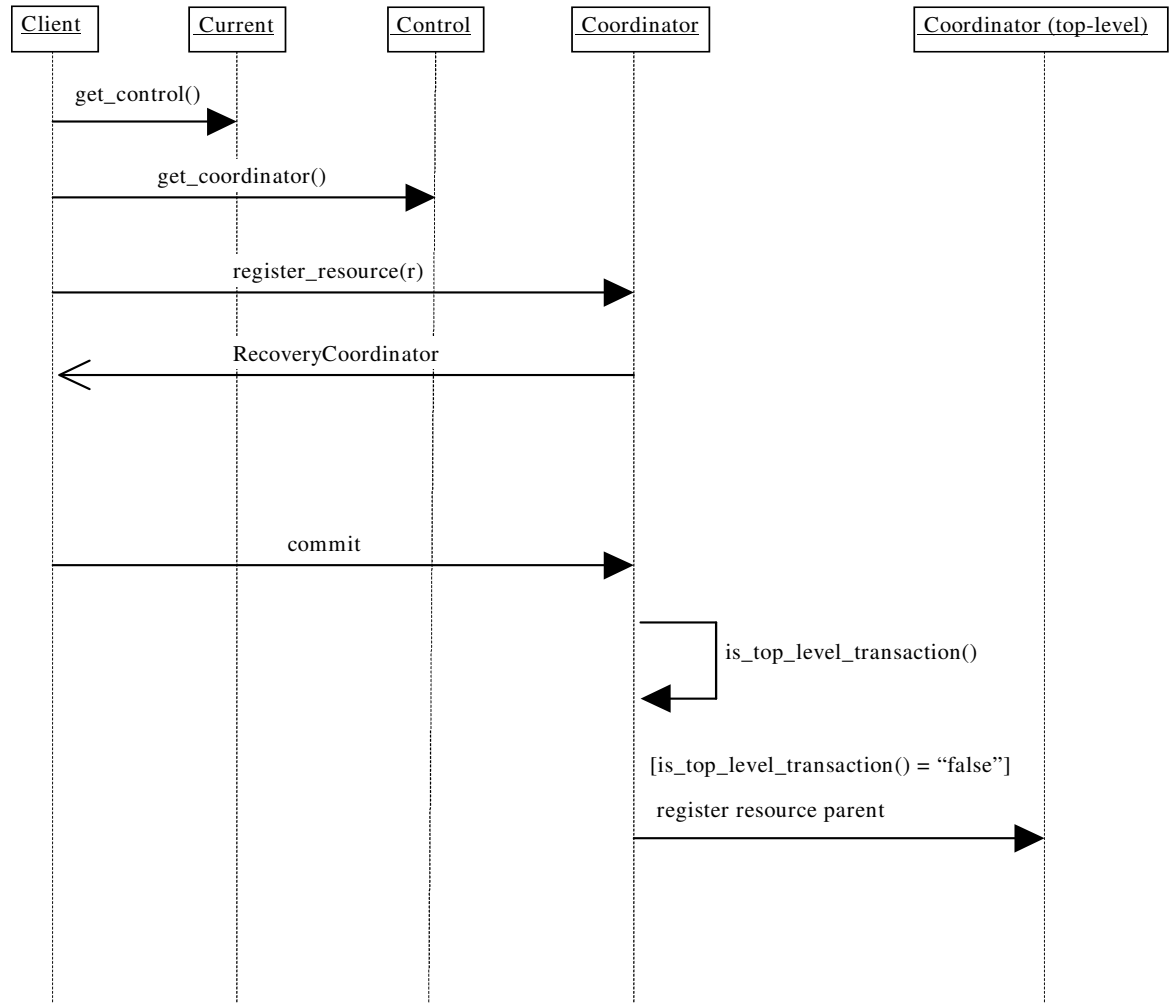 Client
Current
Control
Coordinator
Coordinator (top-level)
get_control()
get_coordinator()
register_resource(r)
RecoveryCoordinator
commit
is_top_level_transaction()
[is_top_level_transaction() = “false”]
register resource parent